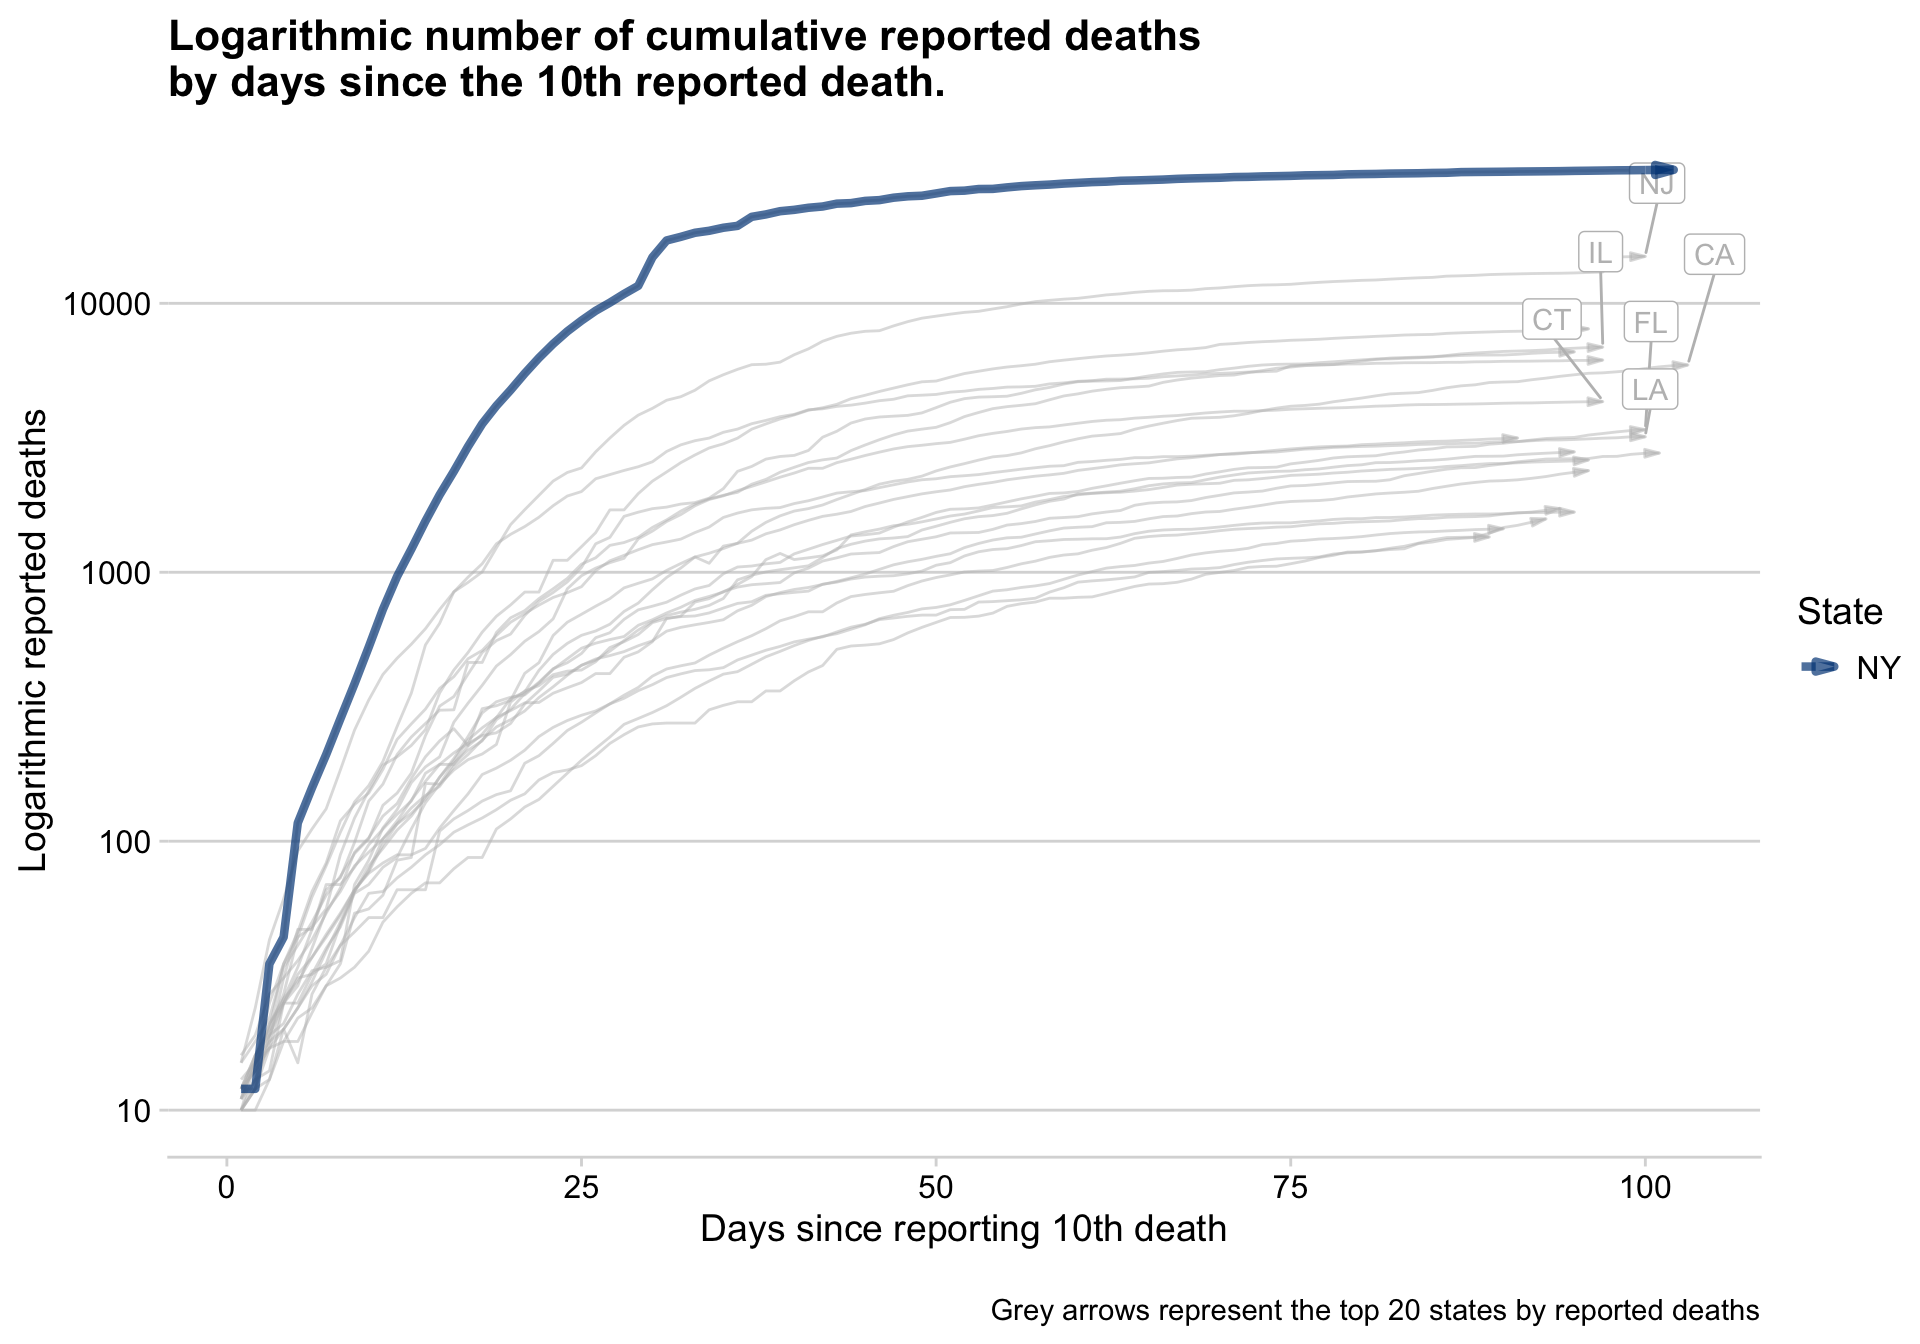 Logarithmic number of cumulative reported deaths
by days since the 10th reported death.
Logarithmic reported deaths
10000
1000
100
10
NJ
IL
CA
CT
FL
LA
State
NY
0
25
50
75
100
Days since reporting 10th death
Grey arrows represent the top 20 states by reported deaths